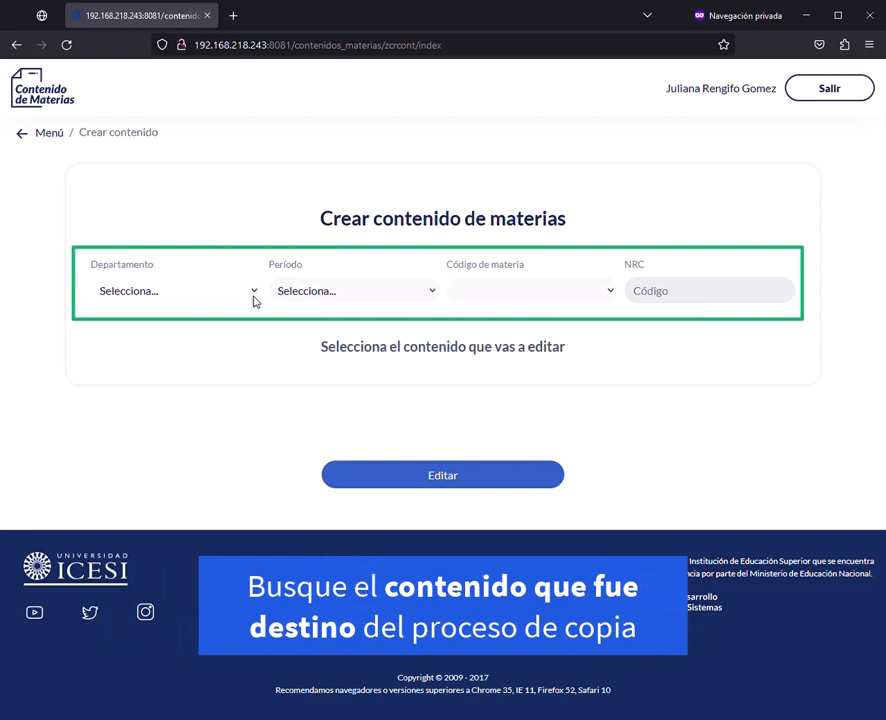 192.168.218.243:8081/contenido
Navegación privada
192.168.218.243:8081/contenidos_materias/zcrcont/index
Contenido
de Materias
Juliana Rengifo Gomez
Salir
Menú / Crear contenido
Crear contenido de materias
Departamento
Período
Código de materia
NRC
Selecciona...
Selecciona...
Código
Selecciona el contenido que vas a editar
Editar
UNIVERSIDAD
ICESI
Institución de Educación Superior que se encuentra
por parte del Ministerio de Educación Nacional.
Sistemas
Busque el contenido que fue
destino del proceso de copia
Copyright © 2009 - 2017
Recomendamos navegadores o versiones superiores a Chrome 35, IE 11, Firefox 52, Safari 10